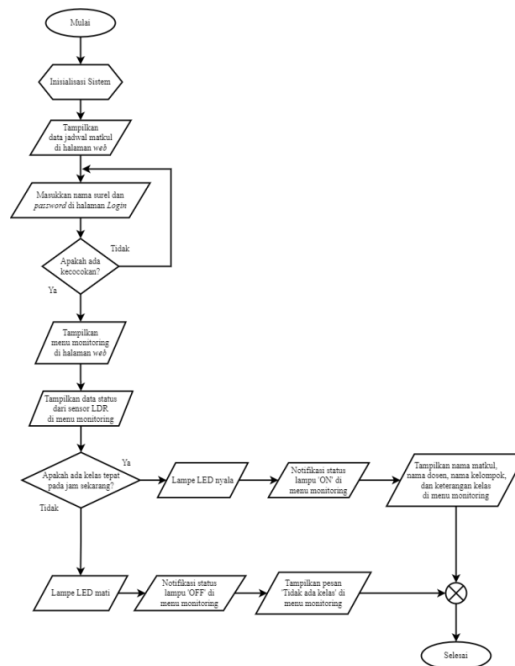 Mulai
Inisialisasi Sistem
Tampilkan
data jadwal matkul
di halaman web
Masukkan nama surel dan
password di halaman Login
Tidak
Apakah ada
kecocokan?
Ya
Tampilkan
menu monitoring
di halaman web
Tampilkan data status
dari sensor LDR
di menu monitoring
Apakah ada kelas tepat
pada jam sekarang?
Ya
Lampe LED nyala
Notifikasi status
lampu 'ON' di
menu monitoring
Tampilkan nama matkul,
nama dosen, nama kelompok,
dan keterangan kelas
di menu monitoring
Tidak
Lampe LED mati
Notifikasi status
lampu 'OFF' di
menu monitoring
Tampilkan pesan
'Tidak ada kelas' di
menu monitoring
Selesai